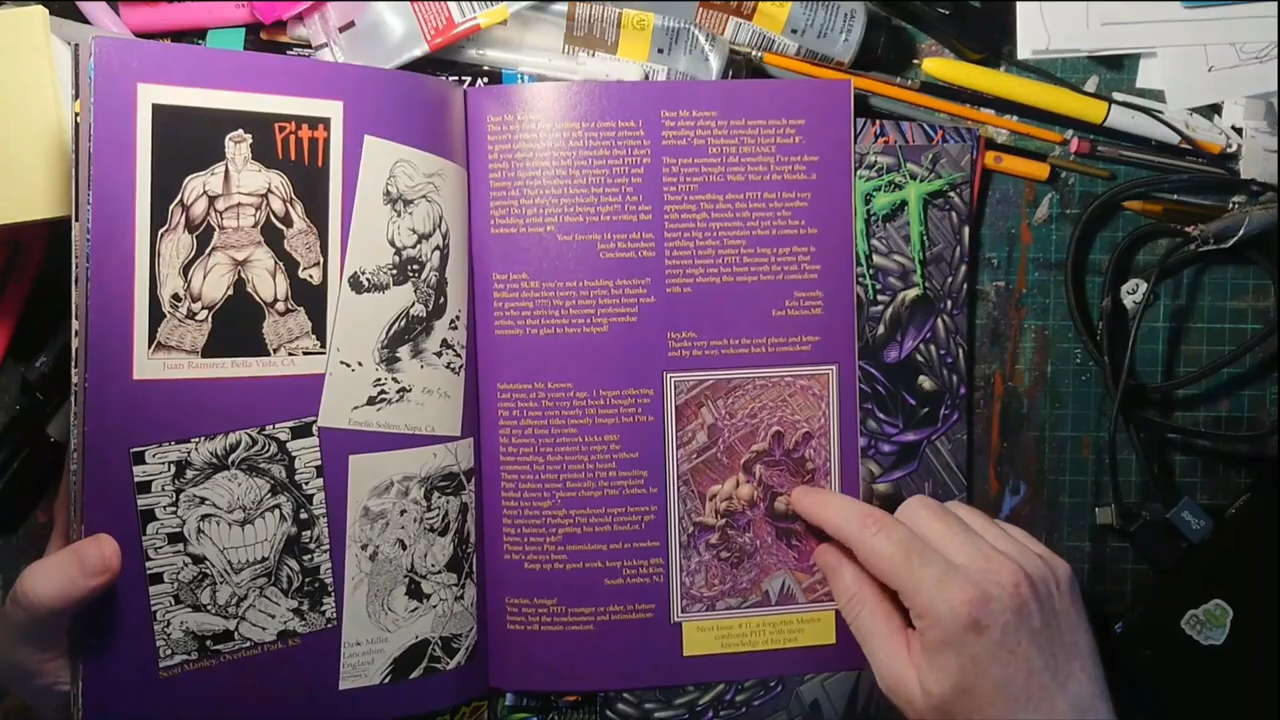 Pitt
Juan Ramirez, Bella Vista, CA
Emelio Soltero, Napa, CA
Scott Manley, Overland Park, KS
Dave Miller,
Lancashire,
England
Dear Mr. Keown:
This is my first time writing to a comic book. I
haven't written to you to tell you your artwork
is great (although it is!). And I haven't written to
tell you about your lousy timetable (but I don't
mind). I've written to tell you I just read PITT #9
and I've figured out the big mystery. PITT and
Timmy are twin brothers and PITT is only ten
years old. That's what I know, but now I'm
guessing that they're psychically linked. Am I
right? Do I get a prize for being right?!. I'm also
a budding artist and I thank you for writing that
footnote in issue #9.
Your favorite 14 year old fan,
Jacob Richardson
Cincinnati, Ohio
Dear Jacob,
Are you SURE you're not a budding detective?!
Brilliant deduction (sorry, no prize, but thanks
for guessing !??!!) We get many letters from read-
ers who are striving to become professional
artists, so that footnote was a long-overdue
necessity. I'm glad to have helped!
Salutations Mr. Keown:
Last year, at 26 years of age, I began collecting
comic books. The very first book I bought was
Pitt #1. I now own nearly 100 issues from a
dozen different titles (mostly Image), but Pitt is
still my all time favorite.
Mr. Keown, your artwork kicks @$$!
In the past I was content to enjoy the
bone-rending, flesh-tearing action without
comment, but now I must be heard.
There was a letter printed in Pitt #8 insulting
Pitts' fashion sense. Basically, the complaint
boiled down to "please change Pitts' clothes, he
looks too tough".?
Aren't there enough spandexed super heroes in
the universe? Perhaps Pitt should consider get-
ting a haircut, or getting his teeth fixed,or, I
know, a nose job!!!
Please leave Pitt as intimidating and as noseless
as he's always been.
Keep up the good work, keep kicking @$$,
Don McKim,
South Amboy, N.J.
Gracias, Amigo!
You may see PITT younger or older, in future
issues, but the noselessness and intimidation-
factor will remain constant.
Dear Mr. Keown:
"the alone along my road seems much more
appealing than their crowded land of the
arrived."-Jim Thiebaud,"The Hard Road II",
DO THE DISTANCE
This past summer I did something I've not done
in 30 years: bought comic books. Except this
time it wasn't H.G. Wells' War of the Worlds...it
was PITT!!
There's something about PITT that I find very
appealing. This alien, this loner, who seethes
with strength, broods with power; who
Tsunamis his opponents, and yet who has a
heart as big as a mountain when it comes to his
earthling brother, Timmy.
It doesn't really matter how long a gap there is
between issues of PITT. Because it seems that
every single one has been worth the wait. Please
continue sharing this unique hero of comicdom
with us.
Sincerely,
Kris Larson,
East Macias,ME.
Hey,Kris,
Thanks very much for the cool photo and letter-
and by the way, welcome back to comicdom!
Next Issue, #11, a forgotten Mentor
confronts PITT with more
knowledge of his past.